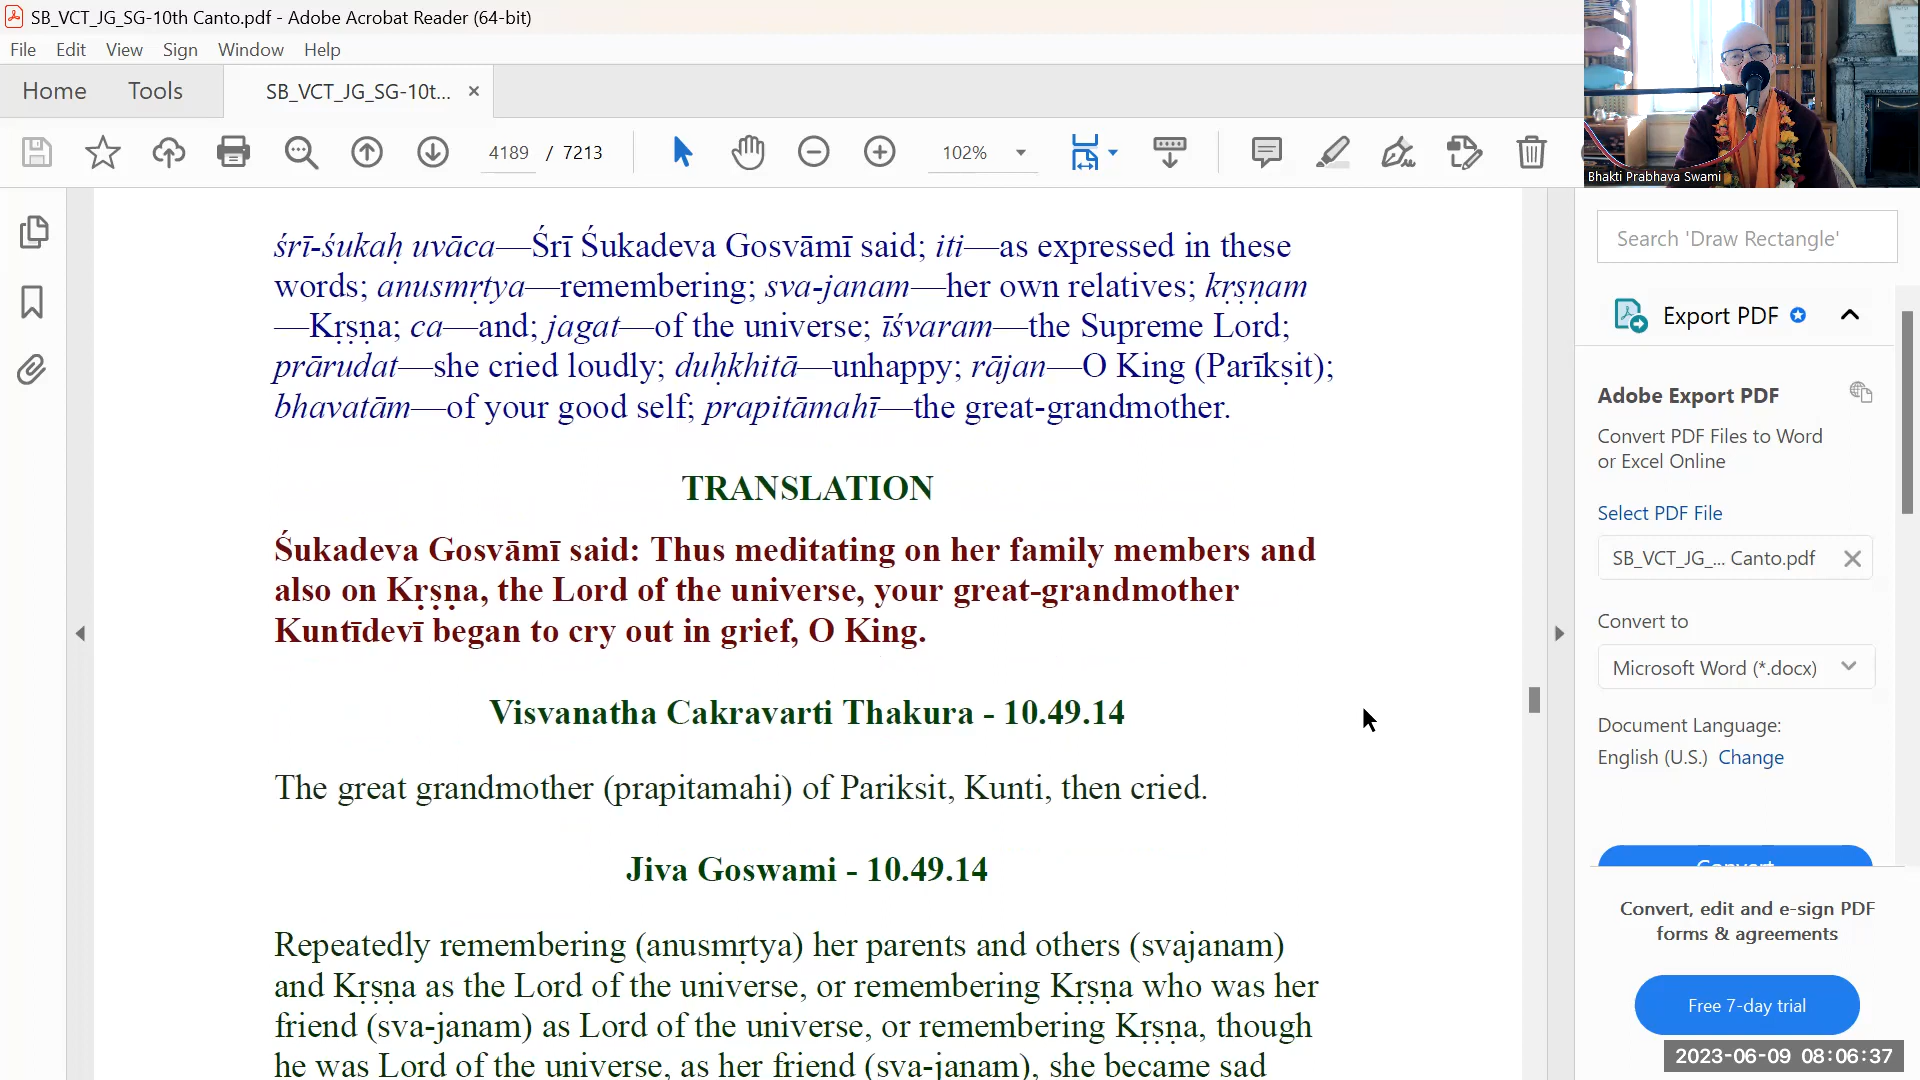 SB_VCT_JG_SG-10th Canto.pdf - Adobe Acrobat Reader (64-bit)
File Edit View Sign Window Help
Home Tools SB_VCT_JG_SG-10t...
4189 / 7213 102%
Bhakti Prabhava Swami
śrī-śukaḥ uvāca—Śrī Śukadeva Gosvāmī said; iti—as expressed in these
words; anusmṛtya—remembering; sva-janam—her own relatives; kṛṣṇam
—Kṛṣṇa; ca—and; jagat—of the universe; īśvaram—the Supreme Lord;
prārudat—she cried loudly; duḥkhitā—unhappy; rājan—O King (Parīkṣit);
bhavatām—of your good self; prapitāmahī—the great-grandmother.
TRANSLATION
Śukadeva Gosvāmī said: Thus meditating on her family members and
also on Kṛṣṇa, the Lord of the universe, your great-grandmother
Kuntīdevī began to cry out in grief, O King.
Visvanatha Cakravarti Thakura - 10.49.14
The great grandmother (prapitamahi) of Pariksit, Kunti, then cried.
Jiva Goswami - 10.49.14
Repeatedly remembering (anusmṛtya) her parents and others (svajanam)
and Kṛṣṇa as the Lord of the universe, or remembering Kṛṣṇa who was her
friend (sva-janam) as Lord of the universe, or remembering Kṛṣṇa, though
he was Lord of the universe, as her friend (sva-janam), she became sad
Search 'Draw Rectangle'
Export PDF
Adobe Export PDF
Convert PDF Files to Word
or Excel Online
Select PDF File
SB_VCT_JG_... Canto.pdf
Convert to
Microsoft Word (*.docx)
Document Language:
English (U.S.) Change
Convert
Convert, edit and e-sign PDF
forms & agreements
Free 7-day trial
2023-06-09 08:06:37